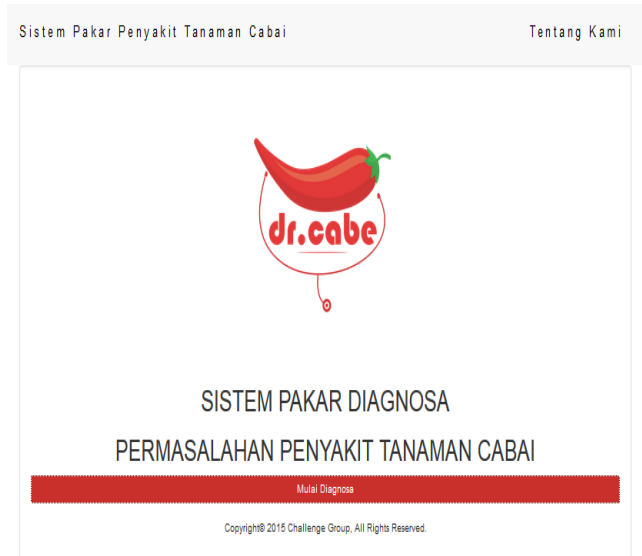 Sistem Pakar Penyakit Tanaman Cabai
Tentang Kami
dr.cabe
SISTEM PAKAR DIAGNOSA
PERMASALAHAN PENYAKIT TANAMAN CABAI
Mulai Diagnosa
Copyright® 2015 Challenge Group, All Rights Reserved.